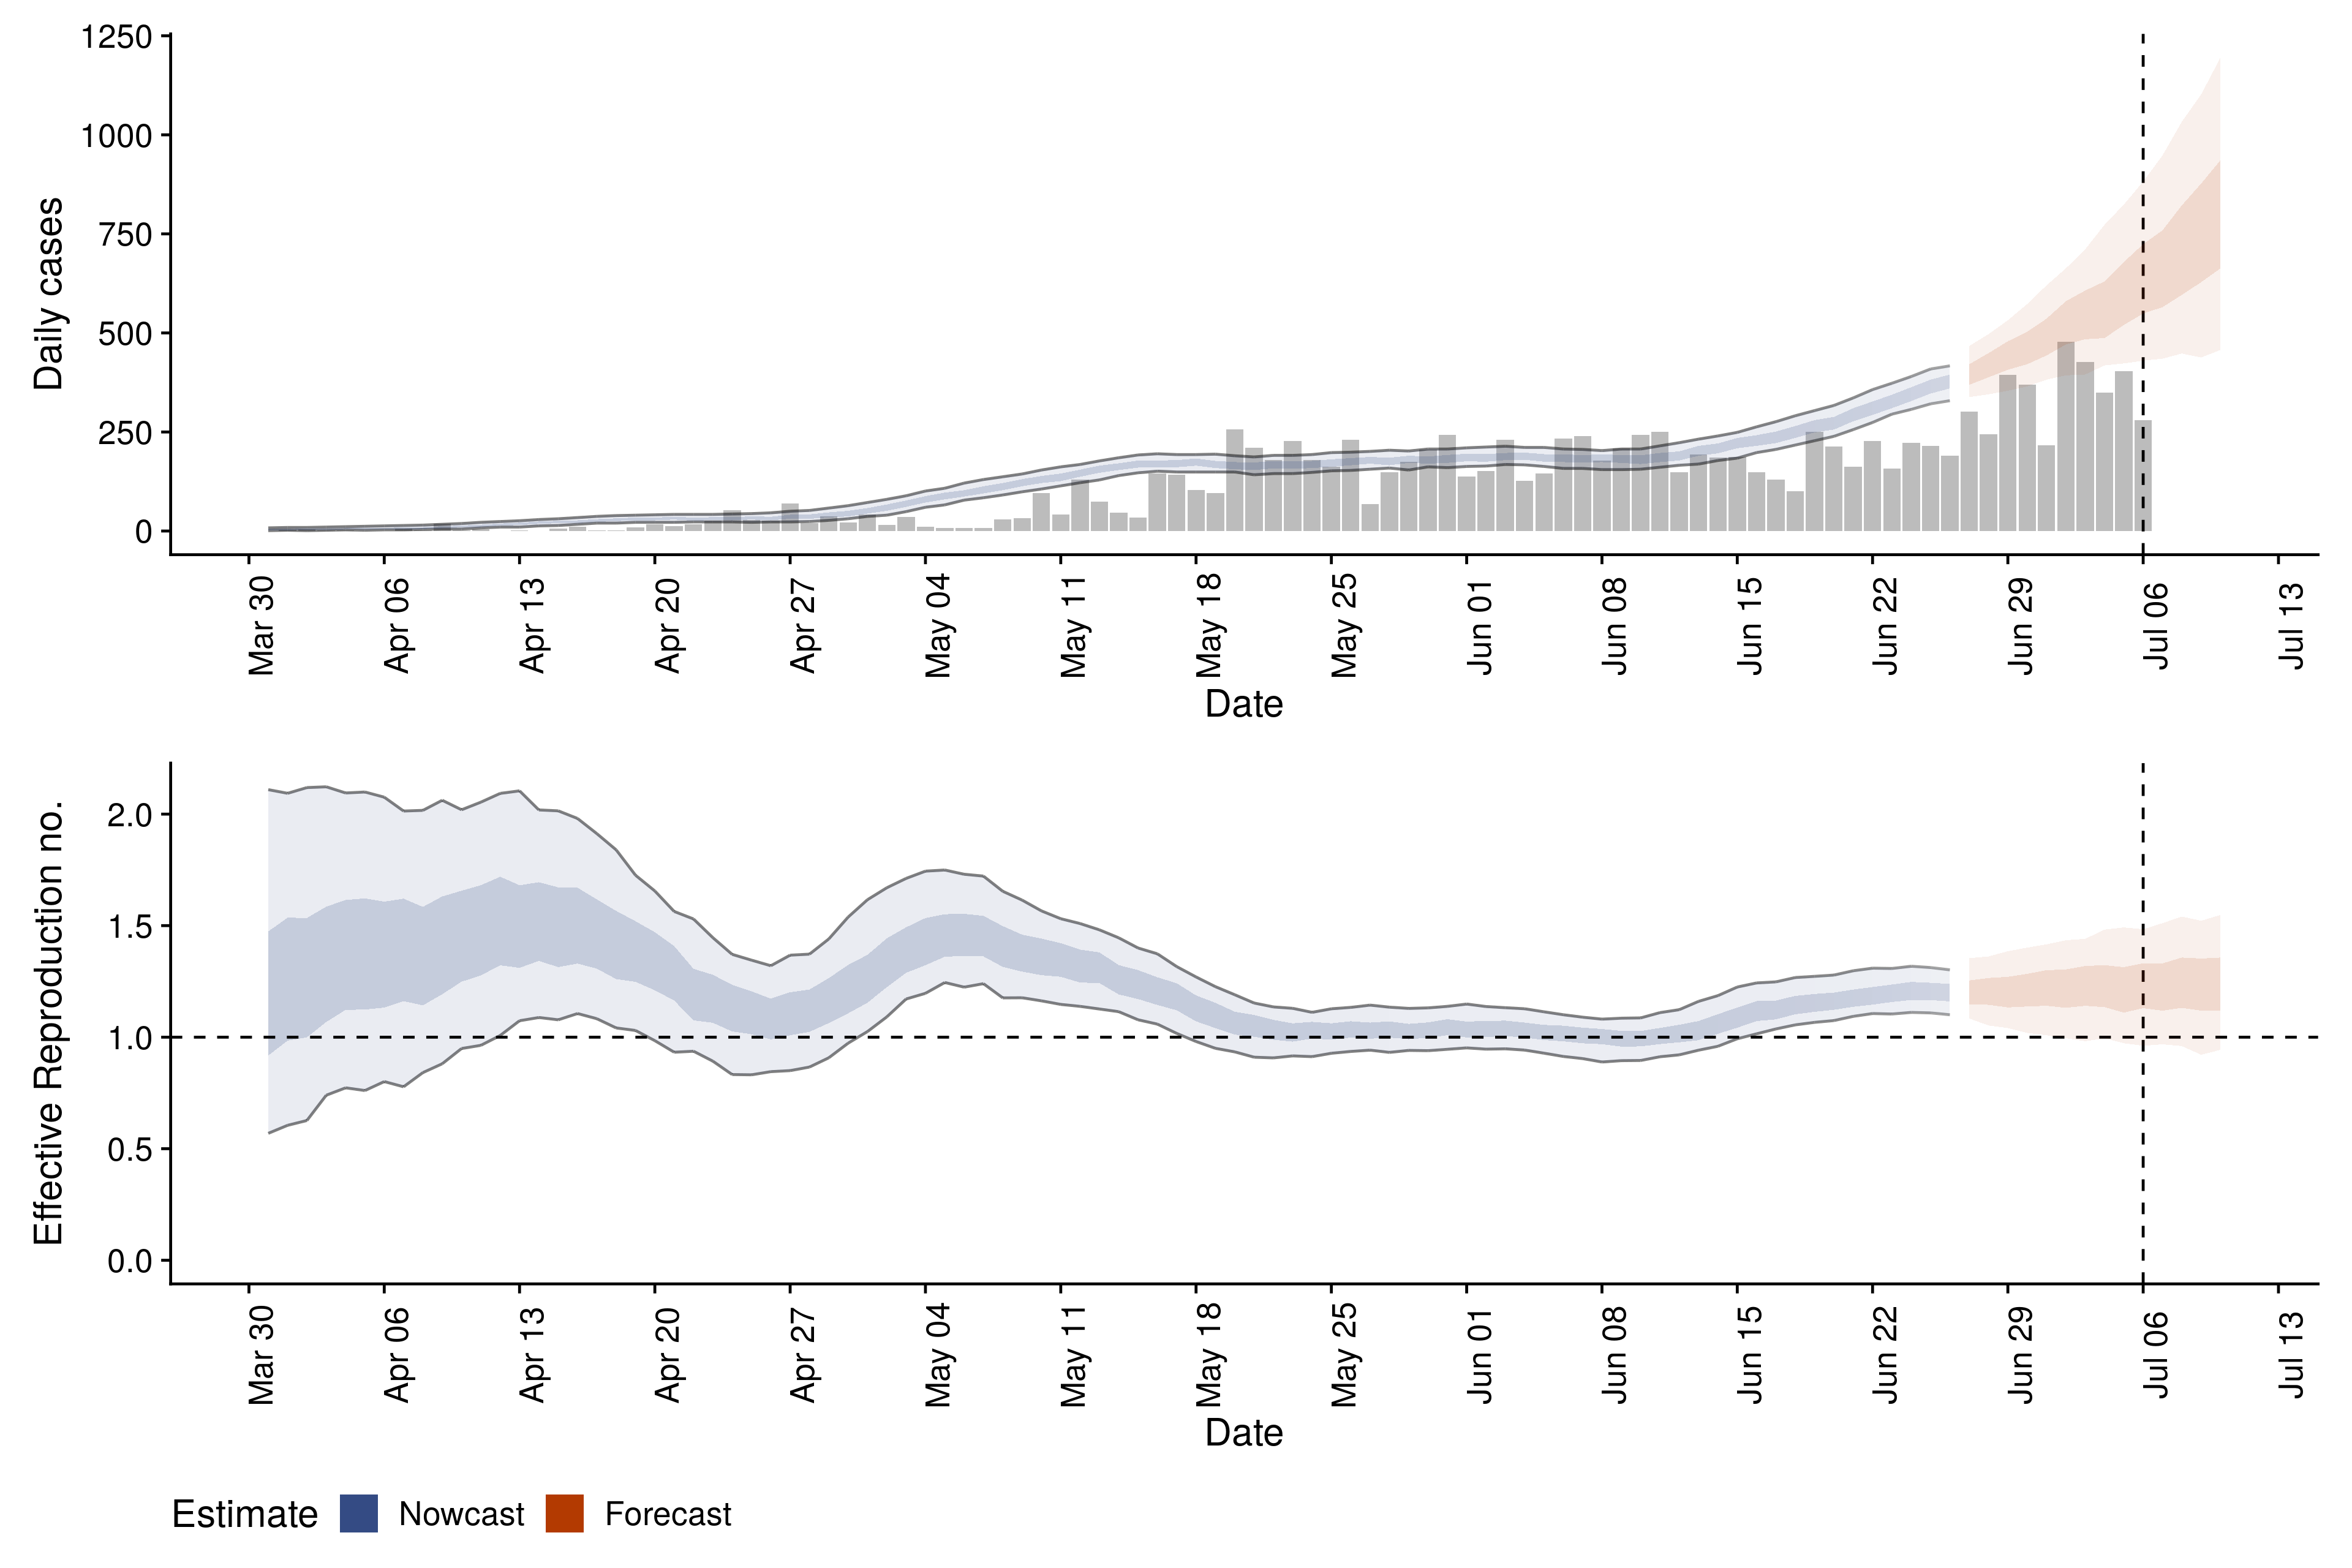 1250
1000
750
500
250
0
Daily cases
Mar 30
Apr 06
Apr 13
Apr 20
Apr 27
May 04
May 11
May 18
May 25
Jun 01
Jun 08
Jun 15
Jun 22
Jun 29
Jul 06
Jul 13
Date
2.0
1.5
1.0
0.5
0.0
Effective Reproduction no.
Mar 30
Apr 06
Apr 13
Apr 20
Apr 27
May 04
May 11
May 18
May 25
Jun 01
Jun 08
Jun 15
Jun 22
Jun 29
Jul 06
Jul 13
Date
Estimate Nowcast Forecast